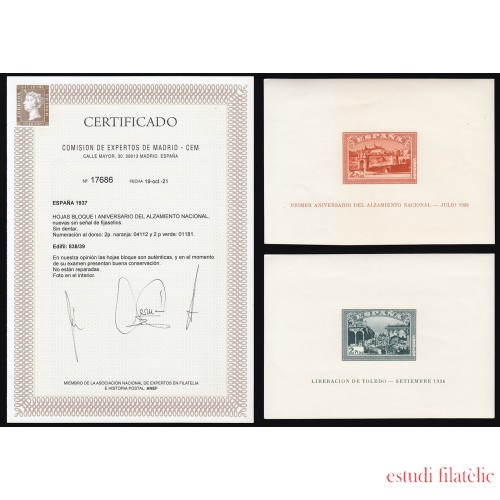 CERTIFICADO
COMISION DE EXPERTOS DE MADRID - CEM
CALLE MAYOR, 30. 28013 MADRID. ESPAÑA
Nº 17686 FECHA 19-oct.-21
ESPAÑA 1937
HOJAS BLOQUE I ANIVERSARIO DEL ALZAMIENTO NACIONAL,
nuevas sin señal de fijasellos.
Sin dentar.
Numeración al dorso: 2p. naranja: 04112 y 2 p verde: 01181.
Edifil: 838/39
En nuestra opinión las hojas bloque son auténticas, y en el momento
de su examen presentan buena conservación.
No están reparadas.
Foto en el interior.
MIEMBRO DE LA ASOCIACION NACIONAL DE EXPERTOS EN FILATELIA
E HISTORIA POSTAL ANEF
ESPAÑA
PRIMER ANIVERSARIO DEL ALZAMIENTO NACIONAL — JULIO 1936
ESPAÑA
LIBERACION DE TOLEDO — SETIEMBRE 1936
estudi filatèlic